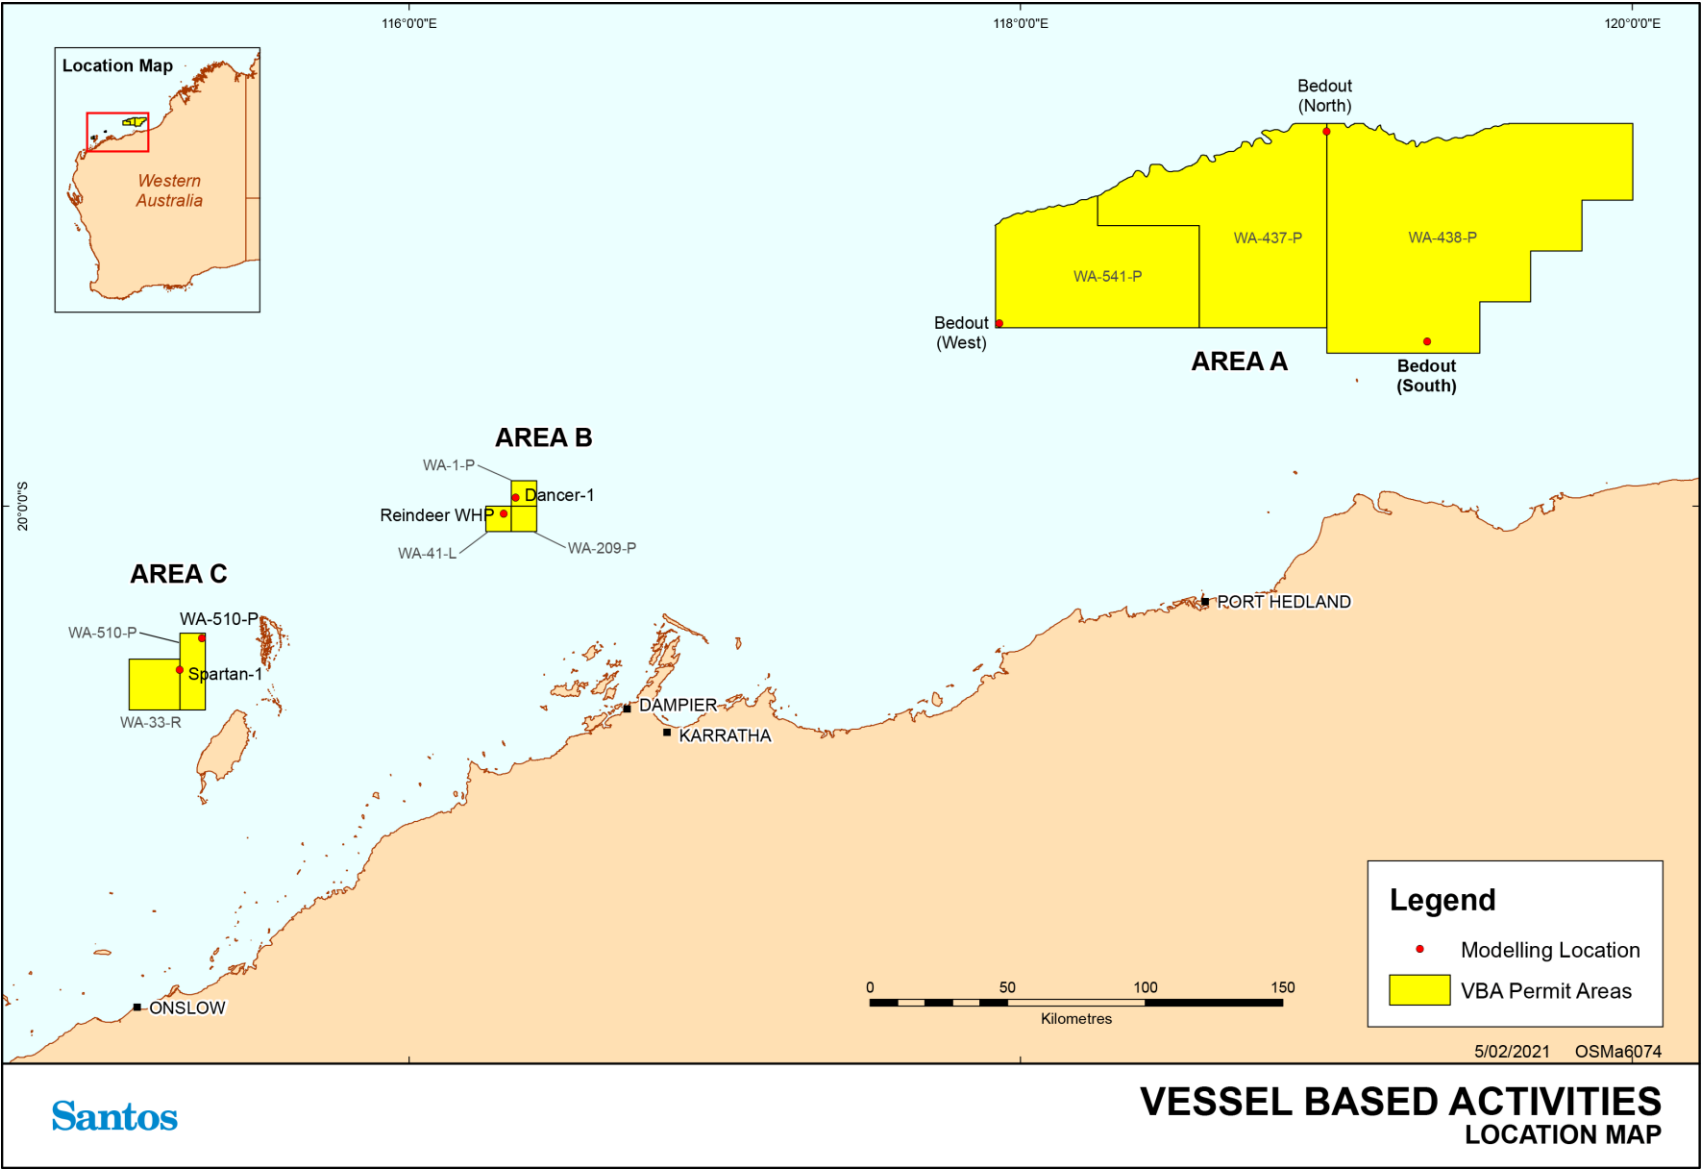 116°0'0"E
118°0'0"E
120°0'0"E
Location Map
Western
Australia
Bedout
(North)
WA-437-P
WA-438-P
WA-541-P
Bedout
(West)
AREA A
Bedout
(South)
AREA B
WA-1-P
Dancer-1
Reindeer WHP
WA-41-L
WA-209-P
20°0'0"S
AREA C
WA-510-P
WA-510-P
Spartan-1
WA-33-R
PORT HEDLAND
DAMPIER
KARRATHA
ONSLOW
0 50 100 150
Kilometres
Legend
Modelling Location
VBA Permit Areas
5/02/2021 OSMa6074
Santos
VESSEL BASED ACTIVITIES
LOCATION MAP